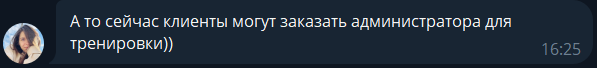 А то сейчас клиенты могут заказать администратора для
тренировки))
16:25